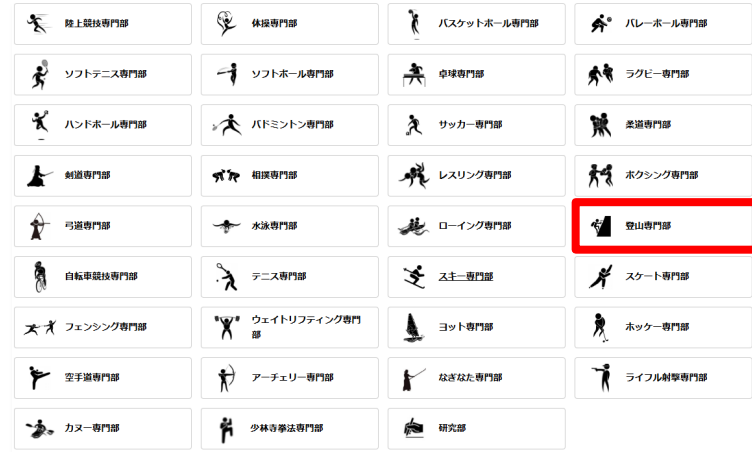 陸上競技専門部
体操専門部
バスケットボール専門部
バレーボール専門部
ソフトテニス専門部
ソフトボール専門部
卓球専門部
ラグビー専門部
ハンドボール専門部
バドミントン専門部
サッカー専門部
柔道専門部
剣道専門部
相撲専門部
レスリング専門部
ボクシング専門部
弓道専門部
水泳専門部
ローイング専門部
登山専門部
自転車競技専門部
テニス専門部
スキー専門部
スケート専門部
フェンシング専門部
ウェイトリフティング専門
部
ヨット専門部
ホッケー専門部
空手道専門部
アーチェリー専門部
なぎなた専門部
ライフル射撃専門部
カヌー専門部
少林寺拳法専門部
研究部